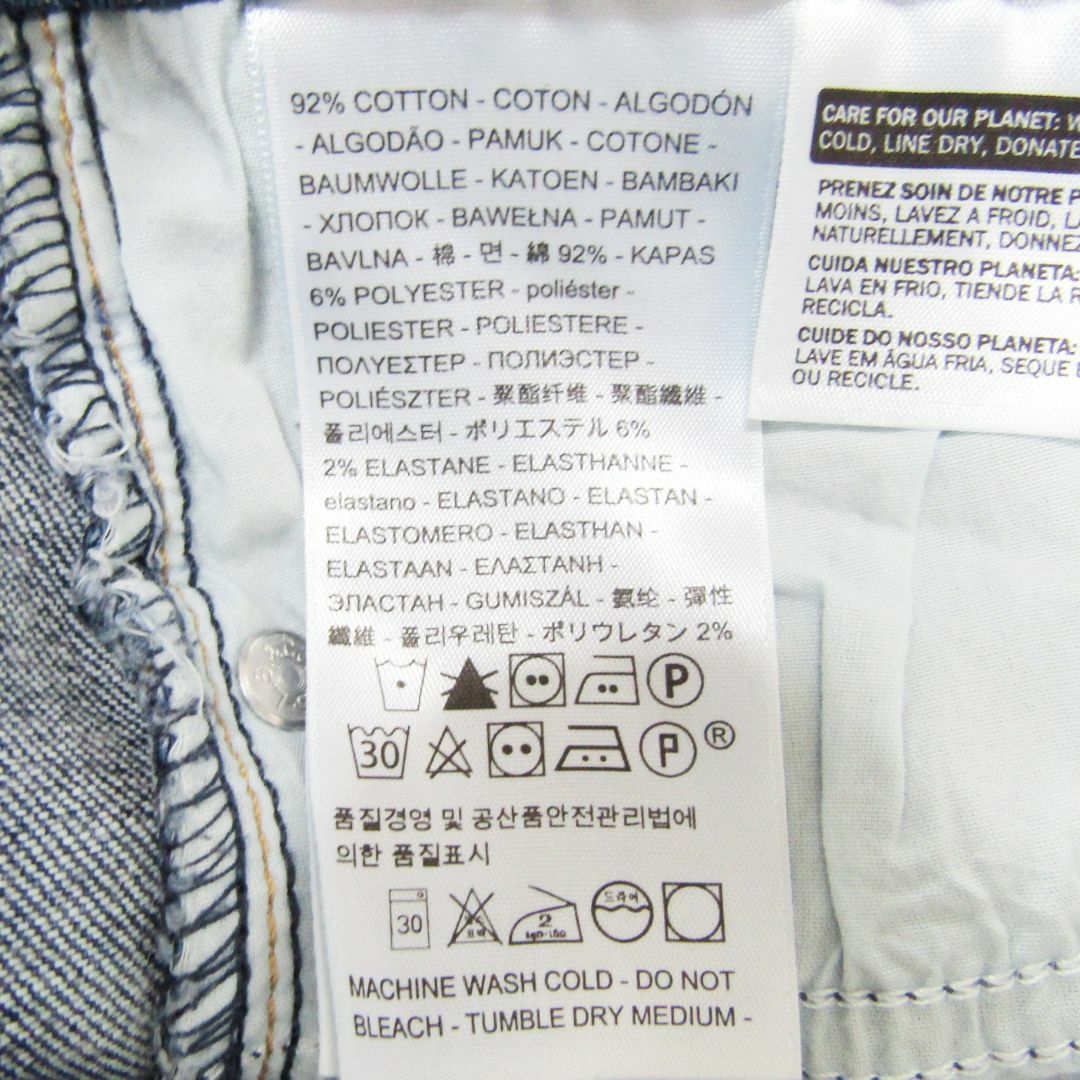 92% COTTON - COTON - ALGODÓN
- ALGODÃO - PAMUK - COTONE -
BAUMWOLLE - KATOEN - BAMBAKI
- ХЛОПОК - BAWEŁNA - PAMUT -
BAVLNA - 棉 - 면 - 綿 92% - KAPAS
6% POLYESTER - poliéster -
POLIESTER - POLIESTERE -
ΠΟΛΥΕΣΤΕΡ - ПОЛИЭСТЕР -
POLIÉSZTER - 聚酯纤维 - 聚酯纖維 -
폴리에스터 - ポリエステル 6%
2% ELASTANE - ELASTHANNE -
elastano - ELASTANO - ELASTAN -
ELASTOMERO - ELASTHAN -
ELASTAAN - ΕΛΑΣΤΑΝΗ -
ЭЛАСТАН - GUMISZÁL - 氨纶 - 彈性
纖維 - 폴리우레탄 - ポリウレタン 2%
P
30 P ®
품질경영 및 공산품안전관리법에
의한 품질표시
30 2 드라이
MACHINE WASH COLD - DO NOT
BLEACH - TUMBLE DRY MEDIUM -
CARE FOR OUR PLANET: W
COLD, LINE DRY, DONATE
PRENEZ SOIN DE NOTRE P
MOINS, LAVEZ A FROID, LA
NATURELLEMENT, DONNEZ
CUIDA NUESTRO PLANETA:
LAVA EN FRIO, TIENDE LA R
RECICLA.
CUIDE DO NOSSO PLANETA:
LAVE EM ÁGUA FRIA, SEQUE E
OU RECICLE.